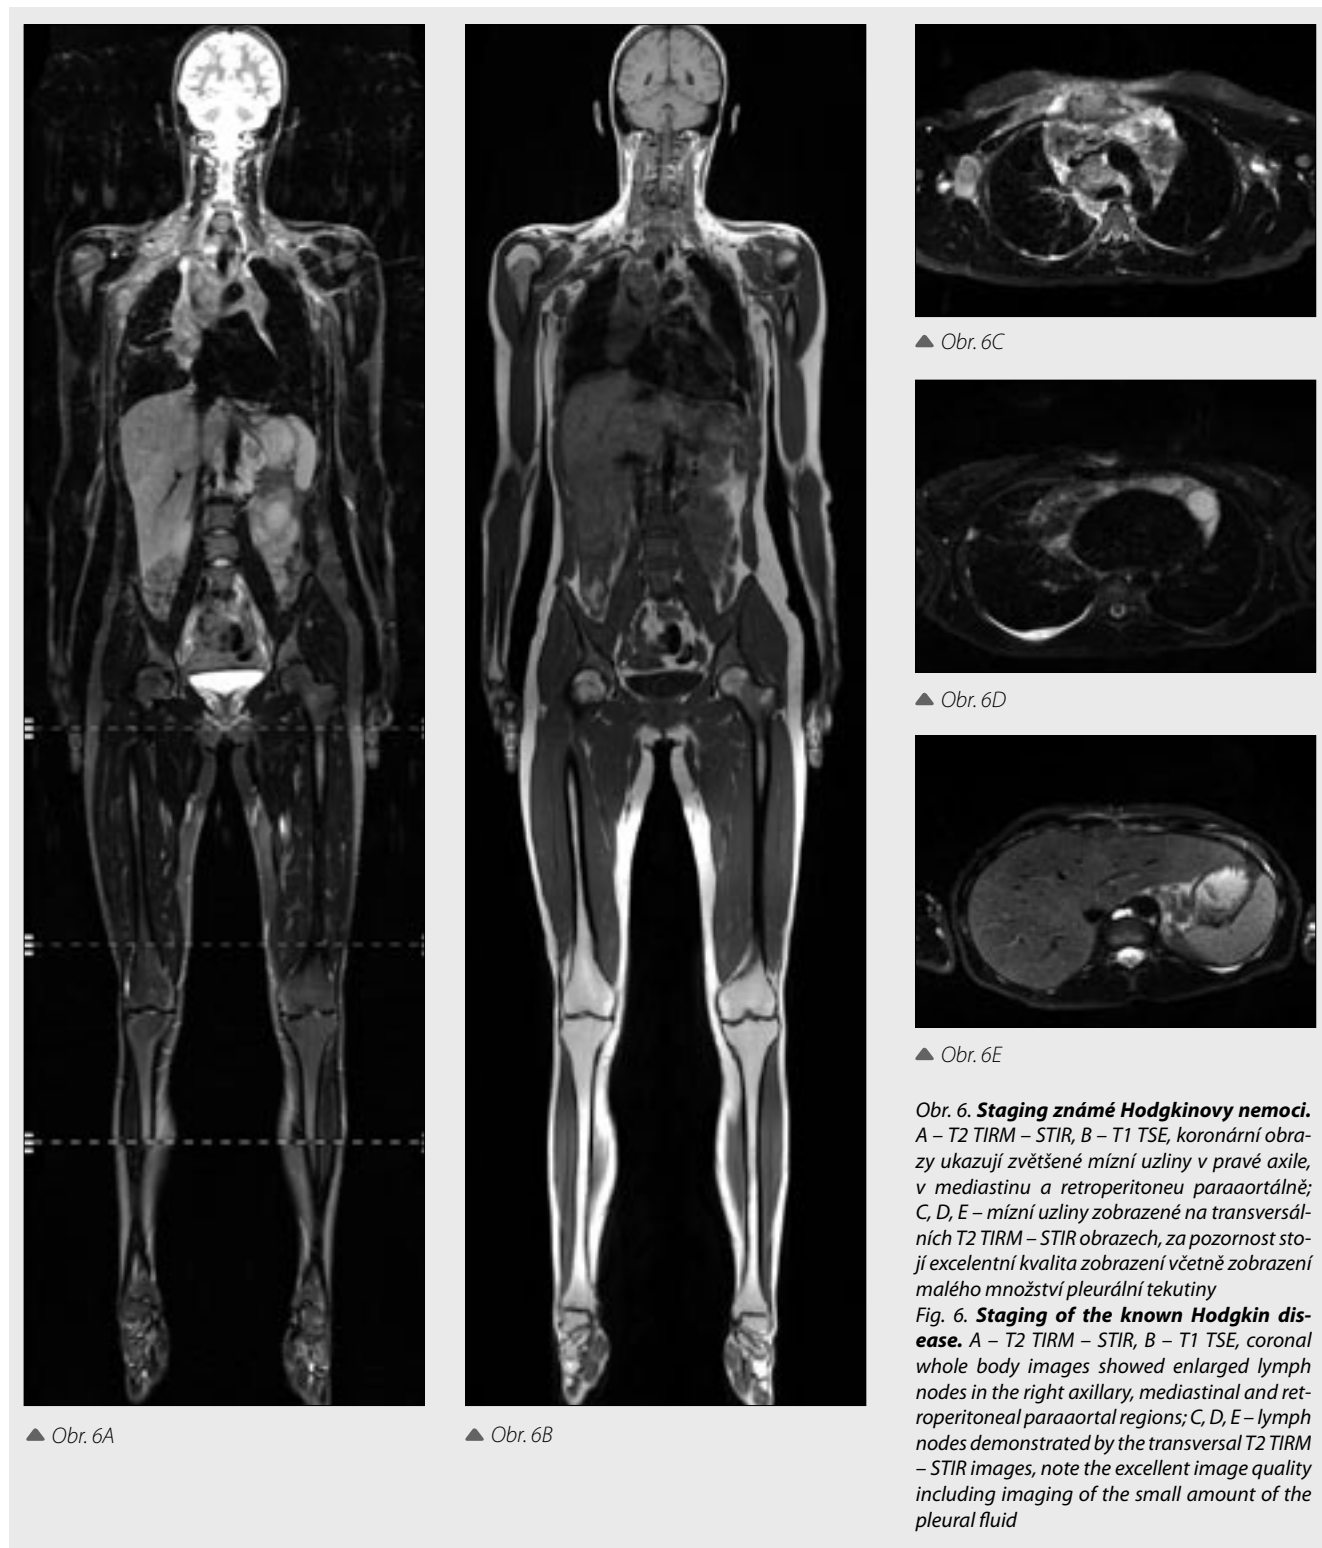 ▲ Obr. 6C
▲ Obr. 6D
▲ Obr. 6E
▲ Obr. 6A
▲ Obr. 6B
Obr. 6. Staging známé Hodgkinovy nemoci.
A – T2 TIRM – STIR, B – T1 TSE, koronární obra-
zy ukazují zvětšené mízní uzliny v pravé axile,
v mediastinu a retroperitoneu paraaortálně;
C, D, E – mízní uzliny zobrazené na transversál-
ních T2 TIRM – STIR obrazech, za pozornost sto-
jí excelentní kvalita zobrazení včetně zobrazení
malého množství pleurální tekutiny
Fig. 6. Staging of the known Hodgkin dis-
ease. A – T2 TIRM – STIR, B – T1 TSE, coronal
whole body images showed enlarged lymph
nodes in the right axillary, mediastinal and ret-
roperitoneal paraaortal regions; C, D, E – lymph
nodes demonstrated by the transversal T2 TIRM
– STIR images, note the excellent image quality
including imaging of the small amount of the
pleural fluid